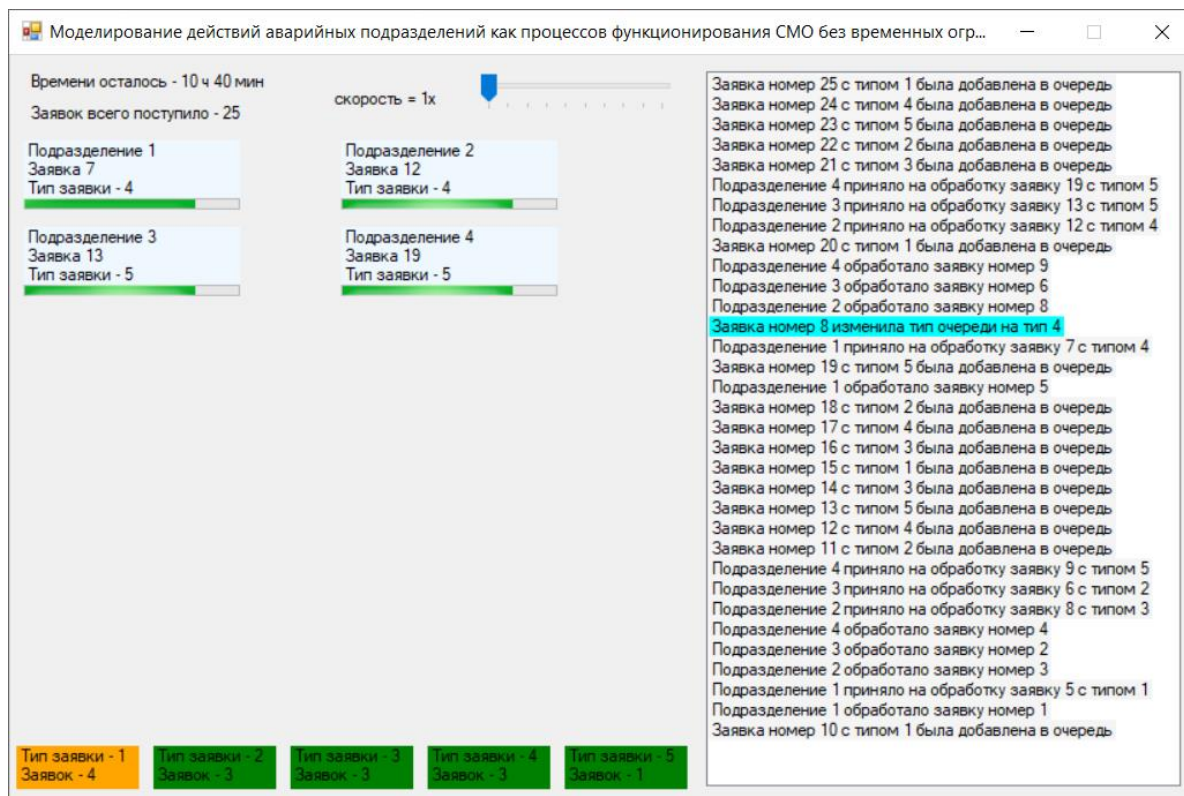 Моделирование действий аварийных подразделений как процессов функционирования СМО без временных огр...
Времени осталось - 10 ч 40 мин
Заявок всего поступило - 25
скорость = 1x
Подразделение 1
Заявка 7
Тип заявки - 4
Подразделение 2
Заявка 12
Тип заявки - 4
Подразделение 3
Заявка 13
Тип заявки - 5
Подразделение 4
Заявка 19
Тип заявки - 5
Тип заявки - 1
Заявок - 4
Тип заявки - 2
Заявок - 3
Тип заявки - 3
Заявок - 3
Тип заявки - 4
Заявок - 3
Тип заявки - 5
Заявок - 1
Заявка номер 25 с типом 1 была добавлена в очередь
Заявка номер 24 с типом 4 была добавлена в очередь
Заявка номер 23 с типом 5 была добавлена в очередь
Заявка номер 22 с типом 2 была добавлена в очередь
Заявка номер 21 с типом 3 была добавлена в очередь
Подразделение 4 приняло на обработку заявку 19 с типом 5
Подразделение 3 приняло на обработку заявку 13 с типом 5
Подразделение 2 приняло на обработку заявку 12 с типом 4
Заявка номер 20 с типом 1 была добавлена в очередь
Подразделение 4 обработало заявку номер 9
Подразделение 3 обработало заявку номер 6
Подразделение 2 обработало заявку номер 8
Заявка номер 8 изменила тип очереди на тип 4
Подразделение 1 приняло на обработку заявку 7 с типом 4
Заявка номер 19 с типом 5 была добавлена в очередь
Подразделение 1 обработало заявку номер 5
Заявка номер 18 с типом 2 была добавлена в очередь
Заявка номер 17 с типом 4 была добавлена в очередь
Заявка номер 16 с типом 3 была добавлена в очередь
Заявка номер 15 с типом 1 была добавлена в очередь
Заявка номер 14 с типом 3 была добавлена в очередь
Заявка номер 13 с типом 5 была добавлена в очередь
Заявка номер 12 с типом 4 была добавлена в очередь
Заявка номер 11 с типом 2 была добавлена в очередь
Подразделение 4 приняло на обработку заявку 9 с типом 5
Подразделение 3 приняло на обработку заявку 6 с типом 2
Подразделение 2 приняло на обработку заявку 8 с типом 3
Подразделение 4 обработало заявку номер 4
Подразделение 3 обработало заявку номер 2
Подразделение 2 обработало заявку номер 3
Подразделение 1 приняло на обработку заявку 5 с типом 1
Подразделение 1 обработало заявку номер 1
Заявка номер 10 с типом 1 была добавлена в очередь